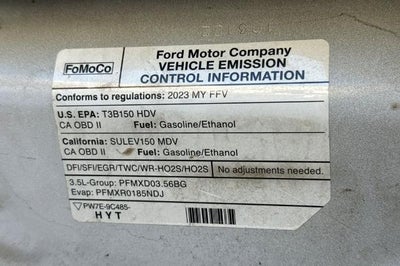 FoMoCo
Ford Motor Company
VEHICLE EMISSION
CONTROL INFORMATION
Conforms to regulations: 2023 MY FFV
U.S. EPA: T3B150 HDV
CA OBD II Fuel: Gasoline/Ethanol
California: SULEV150 MDV
CA OBD II Fuel: Gasoline/Ethanol
DFI/SFI/EGR/TWC/WR-HO2S/HO2S No adjustments needed.
3.5L-Group: PFMXD03.56BG
Evap: PFMXR0185NDJ
PW7E-9C485-
HYT